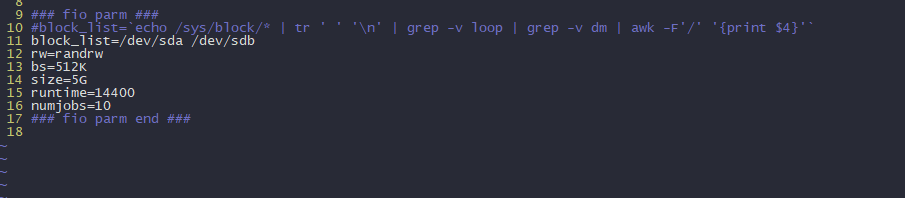 8
9 ### fio parm ###
10 #block_list=`echo /sys/block/* | tr ' ' '\n' | grep -v loop | grep -v dm | awk -F'/' '{print $4}'`
11 block_list=/dev/sda /dev/sdb
12 rw=randrw
13 bs=512K
14 size=5G
15 runtime=14400
16 numjobs=10
17 ### fio parm end ###
18
~
~
~
~
~